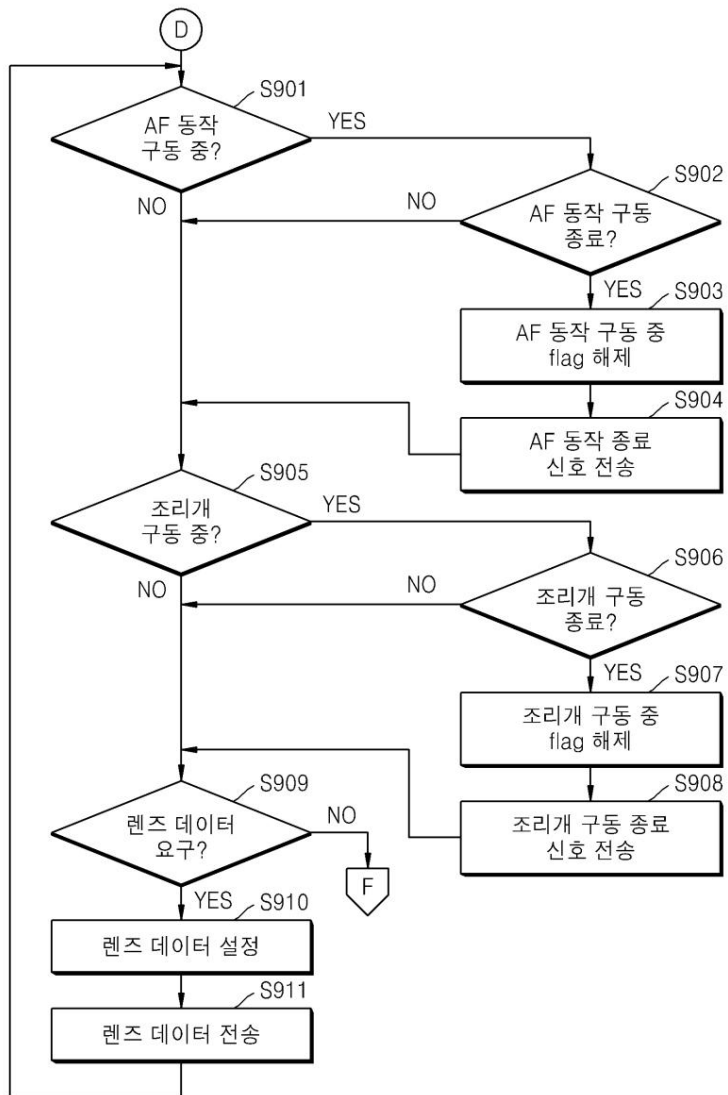 D
S901
AF 동작
구동 중?
YES
NO
S902
AF 동작 구동
종료?
NO
YES
S903
AF 동작 구동 중
flag 해제
S904
AF 동작 종료
신호 전송
S905
조리개
구동 중?
YES
NO
S906
조리개 구동
종료?
NO
YES
S907
조리개 구동 중
flag 해제
S908
조리개 구동 종료
신호 전송
S909
렌즈 데이터
요구?
NO
F
YES
S910
렌즈 데이터 설정
S911
렌즈 데이터 전송